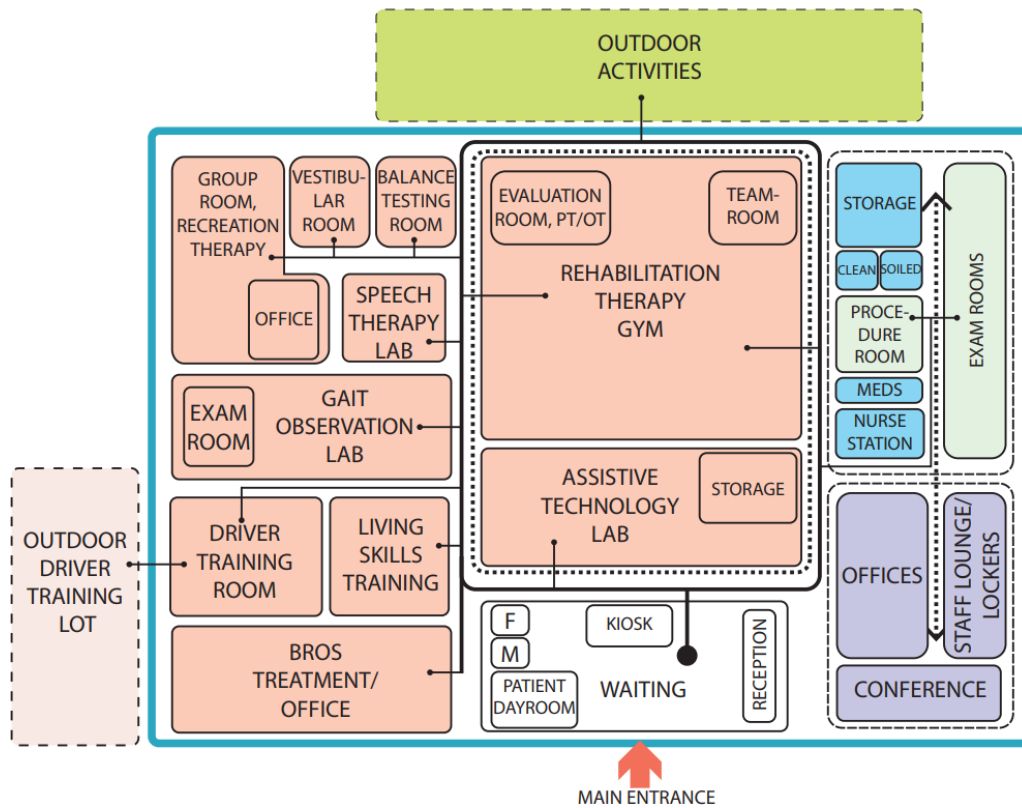 OUTDOOR
ACTIVITIES
GROUP
ROOM,
RECREATION
THERAPY
OFFICE
VESTIBU-
LAR
ROOM
BALANCE
TESTING
ROOM
SPEECH
THERAPY
LAB
EVALUATION
ROOM, PT/OT
TEAM-
ROOM
REHABILITATION
THERAPY
GYM
STORAGE
CLEAN
SOILED
PROCE-
DURE
ROOM
MEDS
NURSE
STATION
EXAM ROOMS
EXAM
ROOM
GAIT
OBSERVATION
LAB
ASSISTIVE
TECHNOLOGY
LAB
STORAGE
OUTDOOR
DRIVER
TRAINING
LOT
DRIVER
TRAINING
ROOM
LIVING
SKILLS
TRAINING
BROS
TREATMENT/
OFFICE
F
M
PATIENT
DAYROOM
KIOSK
WAITING
RECEPTION
OFFICES
STAFF LOUNGE/
LOCKERS
CONFERENCE
MAIN ENTRANCE